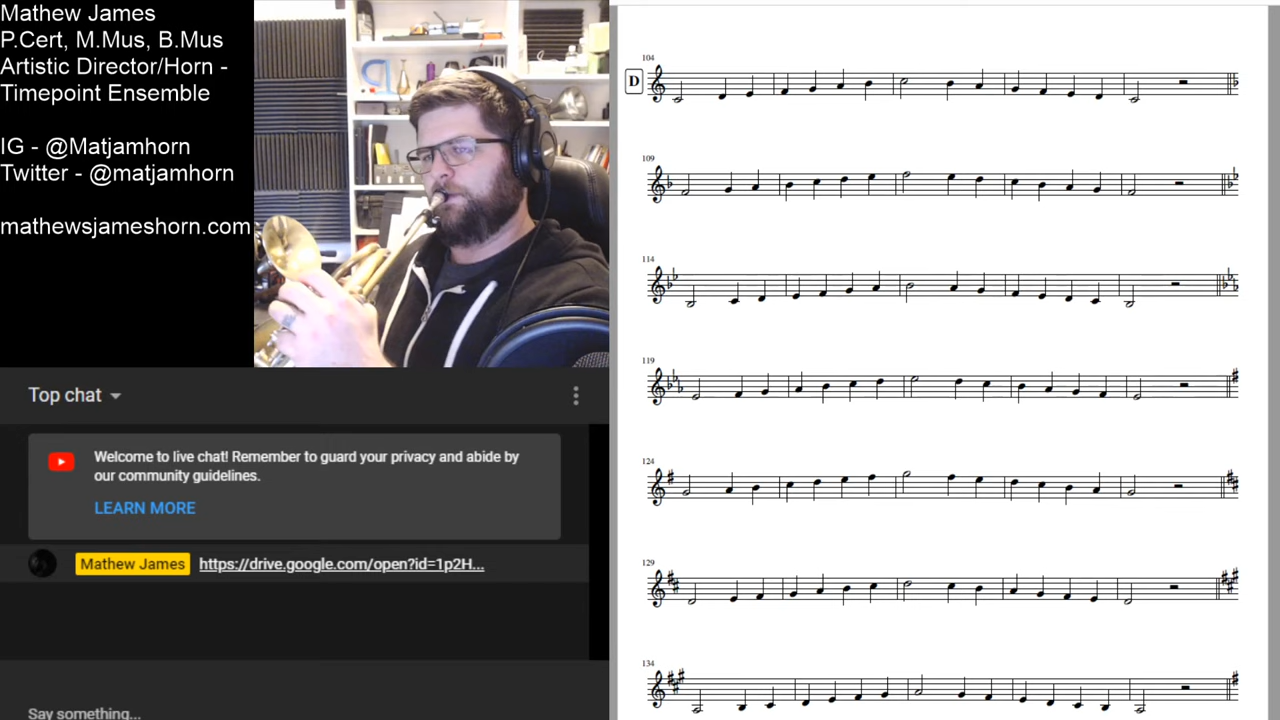 Mathew James
P.Cert, M.Mus, B.Mus
Artistic Director/Horn -
Timepoint Ensemble
IG - @Matjamhorn
Twitter - @matjamhorn
mathewsjameshorn.com
Top chat
Welcome to live chat! Remember to guard your privacy and abide by
our community guidelines.
LEARN MORE
Mathew James https://drive.google.com/open?id=1p2H...
Say something...
104
D
109
114
119
124
129
134